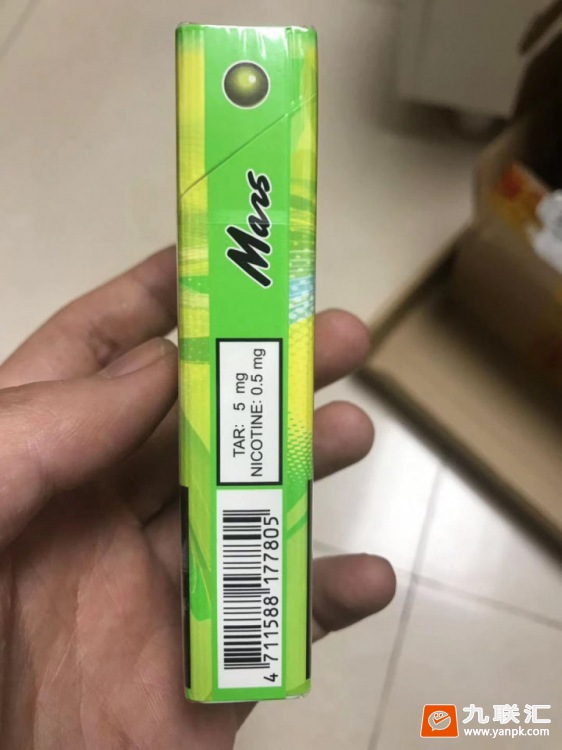 Mars
TAR: 5 mg
NICOTINE: 0.5 mg
4 711588 177805
九联汇
www.yanpk.com